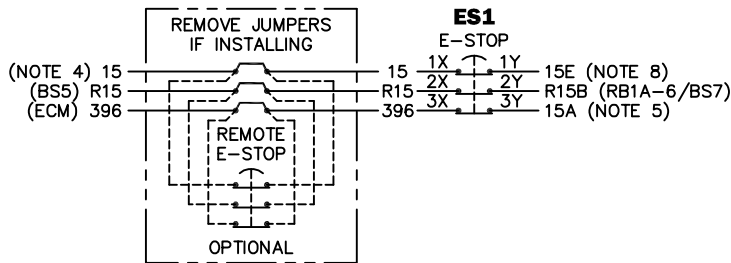 REMOVE JUMPERS
IF INSTALLING
ES1
E-STOP
(NOTE 4) 15
15
1X
1Y
15E (NOTE 8)
(BS5) R15
R15
2X
2Y
R15B (RB1A-6/BS7)
(ECM) 396
396
3X
3Y
15A (NOTE 5)
REMOTE
E-STOP
OPTIONAL